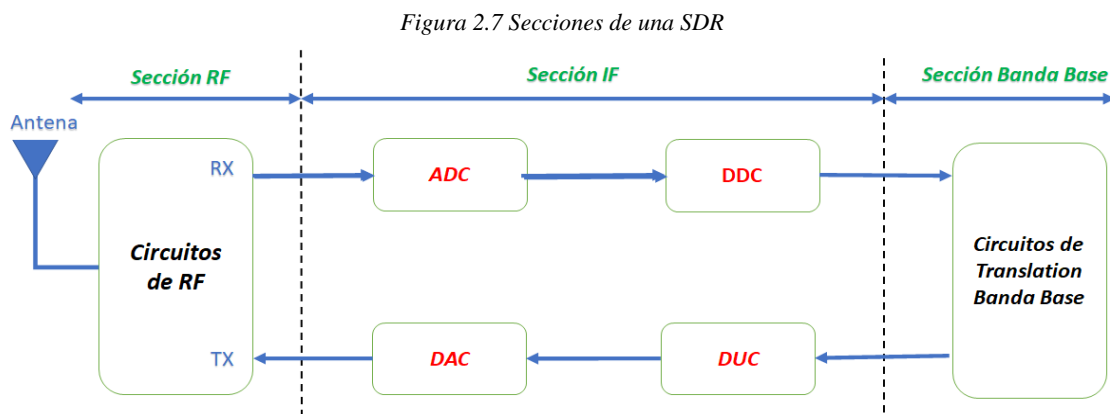 Figura 2.7 Secciones de una SDR
Sección RF
Sección IF
Sección Banda Base
Antena
RX
ADC
DDC
Circuitos
de RF
Circuitos de
Translation
Banda Base
TX
DAC
DUC